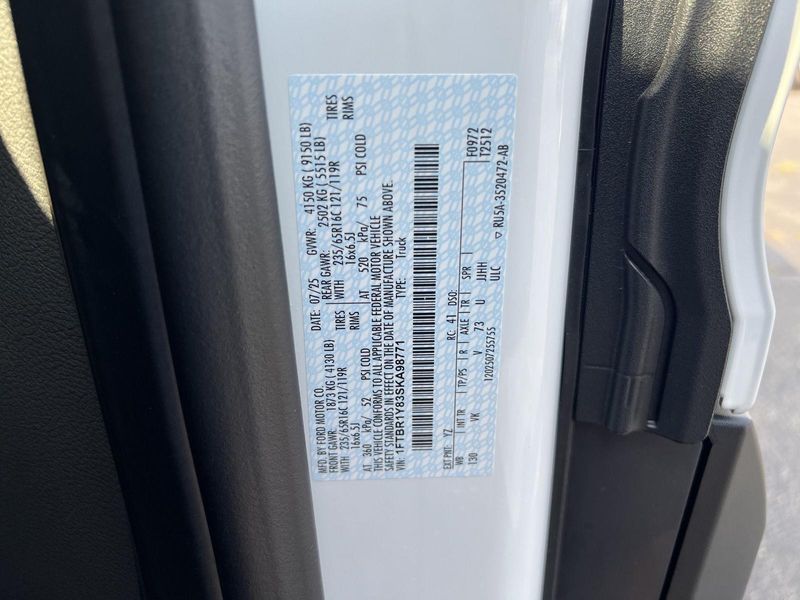 MFD. BY FORD MOTOR CO. DATE: 07/25 GVWR: 4150 KG ( 9150 LB)
FRONT GAWR: 1873 KG ( 4130 LB) REAR GAWR: 2502 KG ( 5515 LB)
WITH 235/65R16C 121/119R TIRES WITH 235/65R16C 121/119R TIRES
16x6.5J RIMS 16x6.5J RIMS
AT 360 kPa/ 52 PSI COLD AT 520 kPa/ 75 PSI COLD
THIS VEHICLE CONFORMS TO ALL APPLICABLE FEDERAL MOTOR VEHICLE
SAFETY STANDARDS IN EFFECT ON THE DATE OF MANUFACTURE SHOWN ABOVE.
VIN: 1FTBR1Y83SKA98771 TYPE: Truck
EXT PNT: YZ RC: 41 DSO: F0972
WB INT TR: TP/PS R AXLE TR SPR T2512
130 VK V 73 U JJHH
ULC
1202507255755 ▽ RU5A-3520472-AB